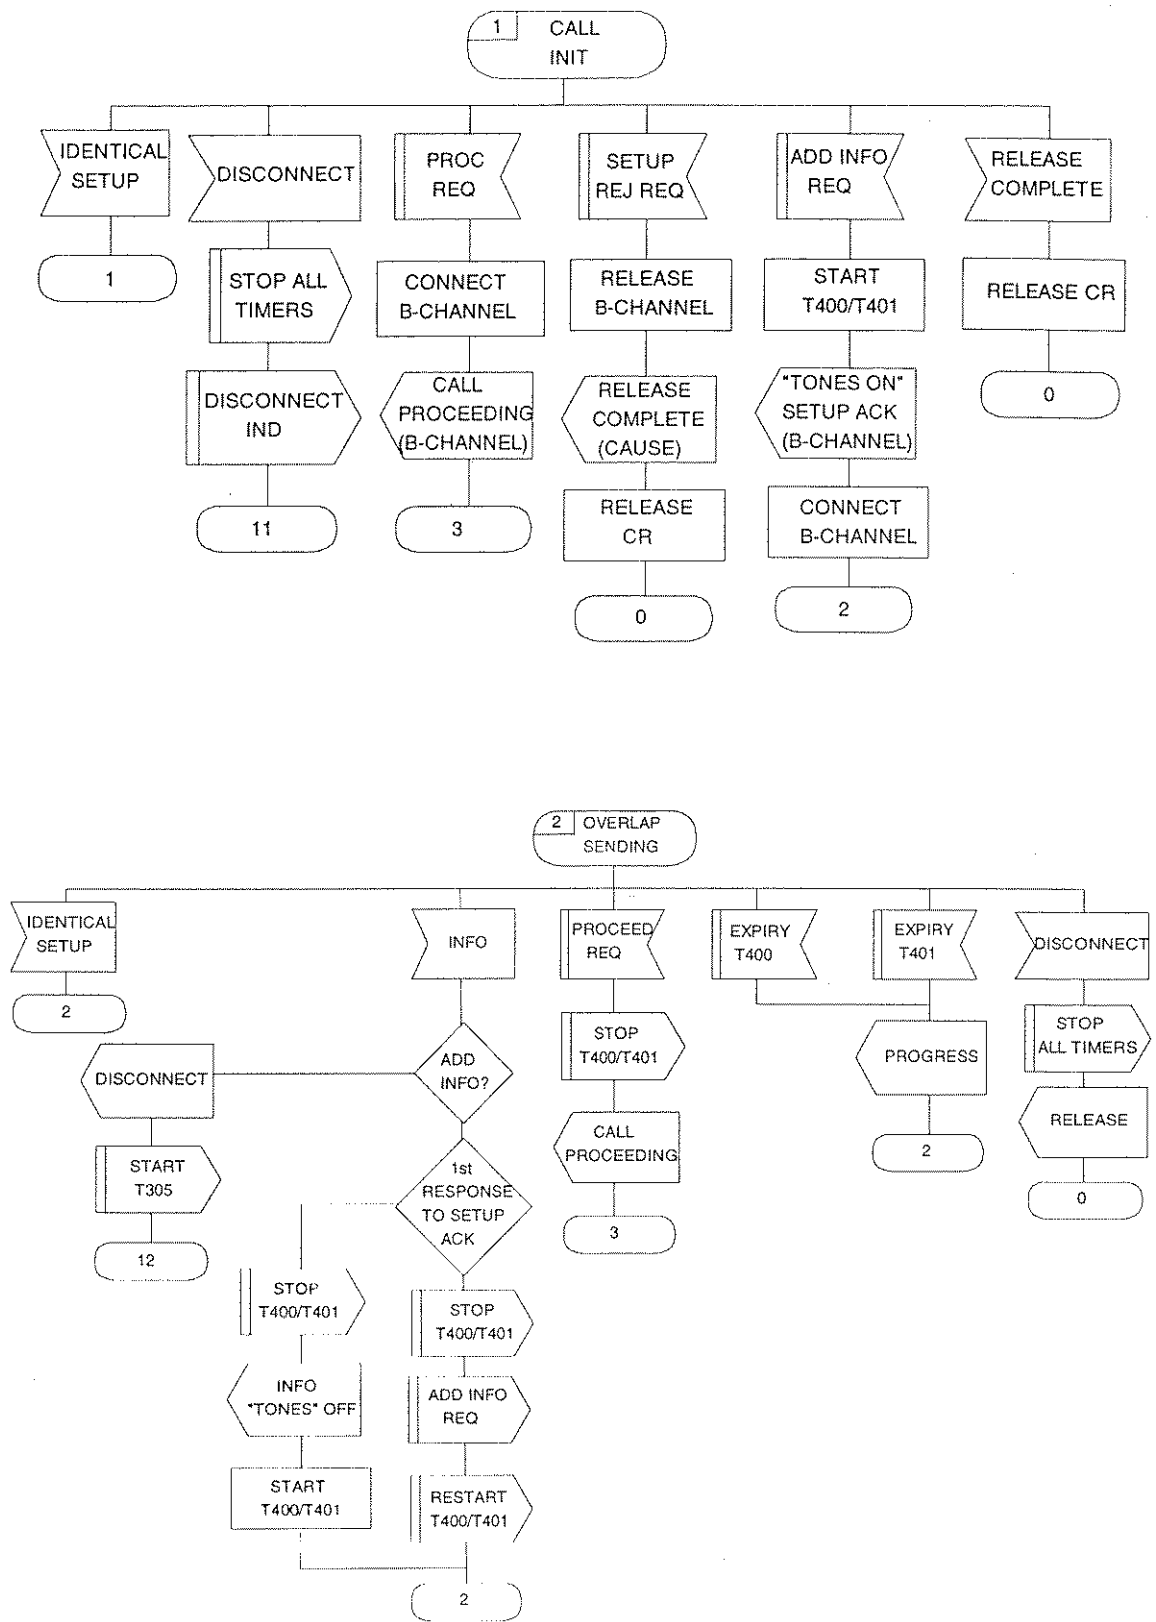 1 CALL
INIT
IDENTICAL
SETUP
1
DISCONNECT
STOP ALL
TIMERS
DISCONNECT
IND
11
PROC
REQ
CONNECT
B-CHANNEL
CALL
PROCEEDING
(B-CHANNEL)
3
SETUP
REJ REQ
RELEASE
B-CHANNEL
RELEASE
COMPLETE
(CAUSE)
RELEASE
CR
0
ADD INFO
REQ
START
T400/T401
"TONES ON"
SETUP ACK
(B-CHANNEL)
CONNECT
B-CHANNEL
2
RELEASE
COMPLETE
RELEASE CR
0
2 OVERLAP
SENDING
IDENTICAL
SETUP
2
INFO
ADD
INFO?
DISCONNECT
START
T305
12
1st
RESPONSE
TO SETUP
ACK
STOP
T400/T401
INFO
"TONES" OFF
START
T400/T401
STOP
T400/T401
ADD INFO
REQ
RESTART
T400/T401
2
PROCEED
REQ
STOP
T400/T401
CALL
PROCEEDING
3
EXPIRY
T400
EXPIRY
T401
PROGRESS
2
DISCONNECT
STOP
ALL TIMERS
RELEASE
0